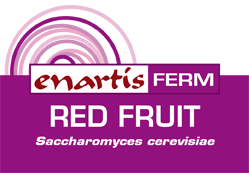 enartis FERM
RED FRUIT
Saccharomyces cerevisiae